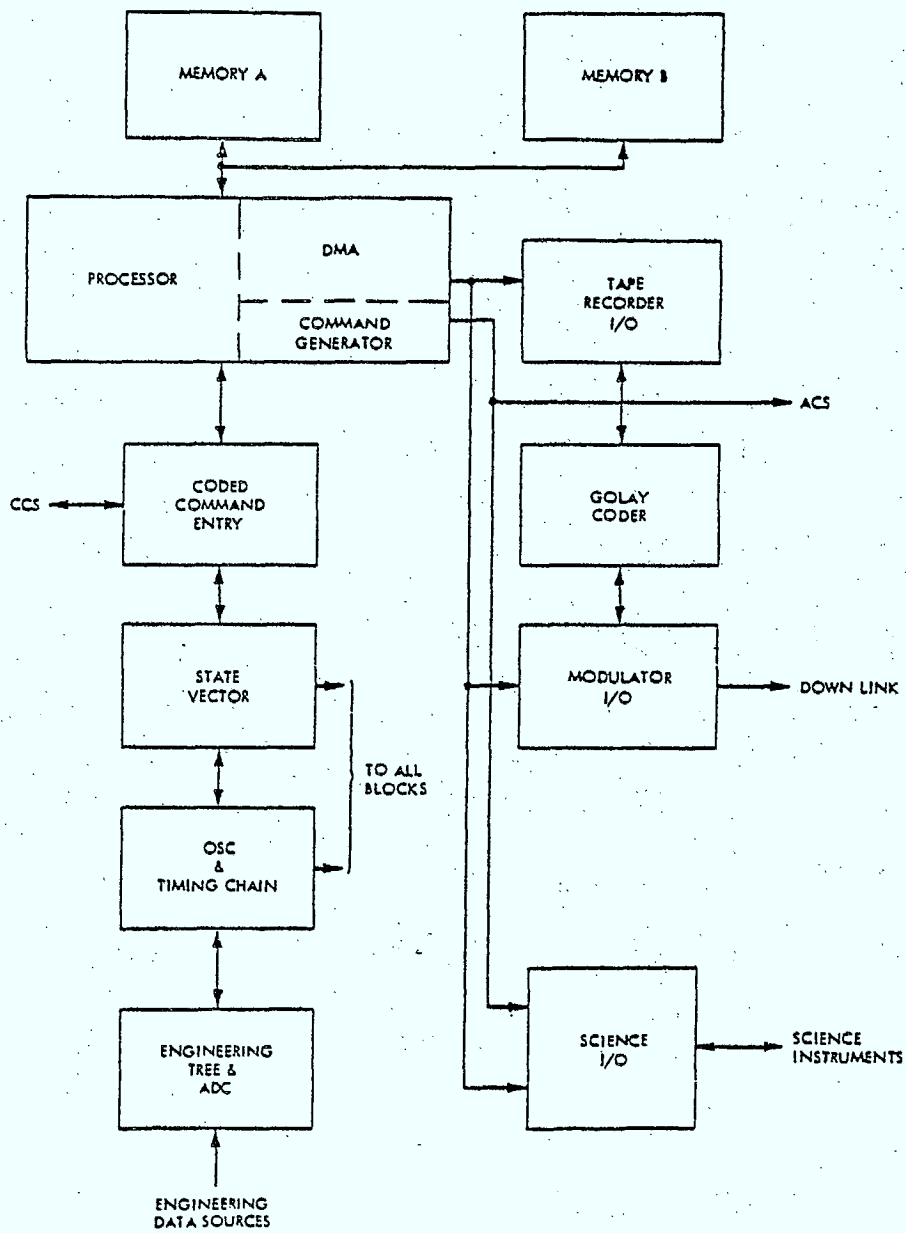 MEMORY A
MEMORY B
PROCESSOR
DMA
COMMAND
GENERATOR
TAPE
RECORDER
I/O
ACS
CCS
CODED
COMMAND
ENTRY
GOLAY
CODER
STATE
VECTOR
MODULATOR
I/O
DOWN LINK
TO ALL
BLOCKS
OSC
&
TIMING CHAIN
ENGINEERING
TREE &
ADC
SCIENCE
I/O
SCIENCE
INSTRUMENTS
ENGINEERING
DATA SOURCES